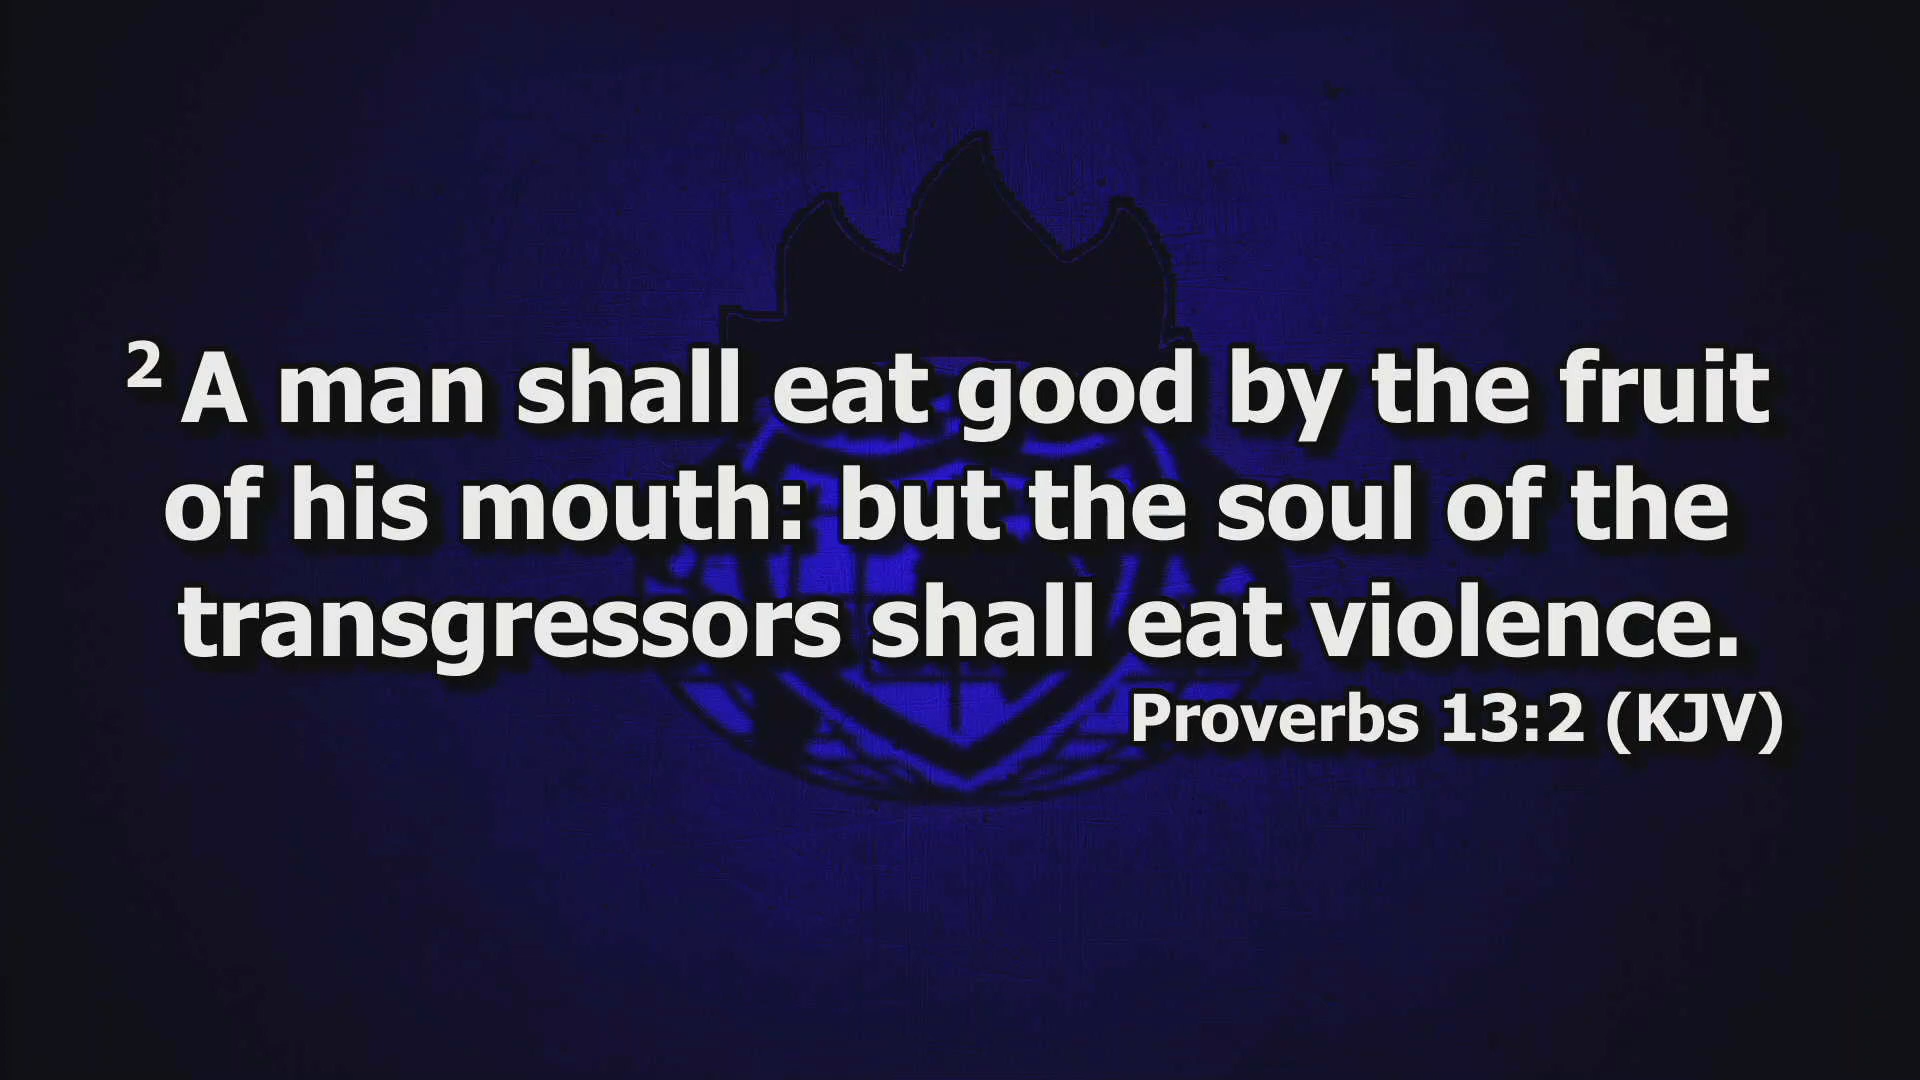 2 A man shall eat good by the fruit
of his mouth: but the soul of the
transgressors shall eat violence.
Proverbs 13:2 (KJV)